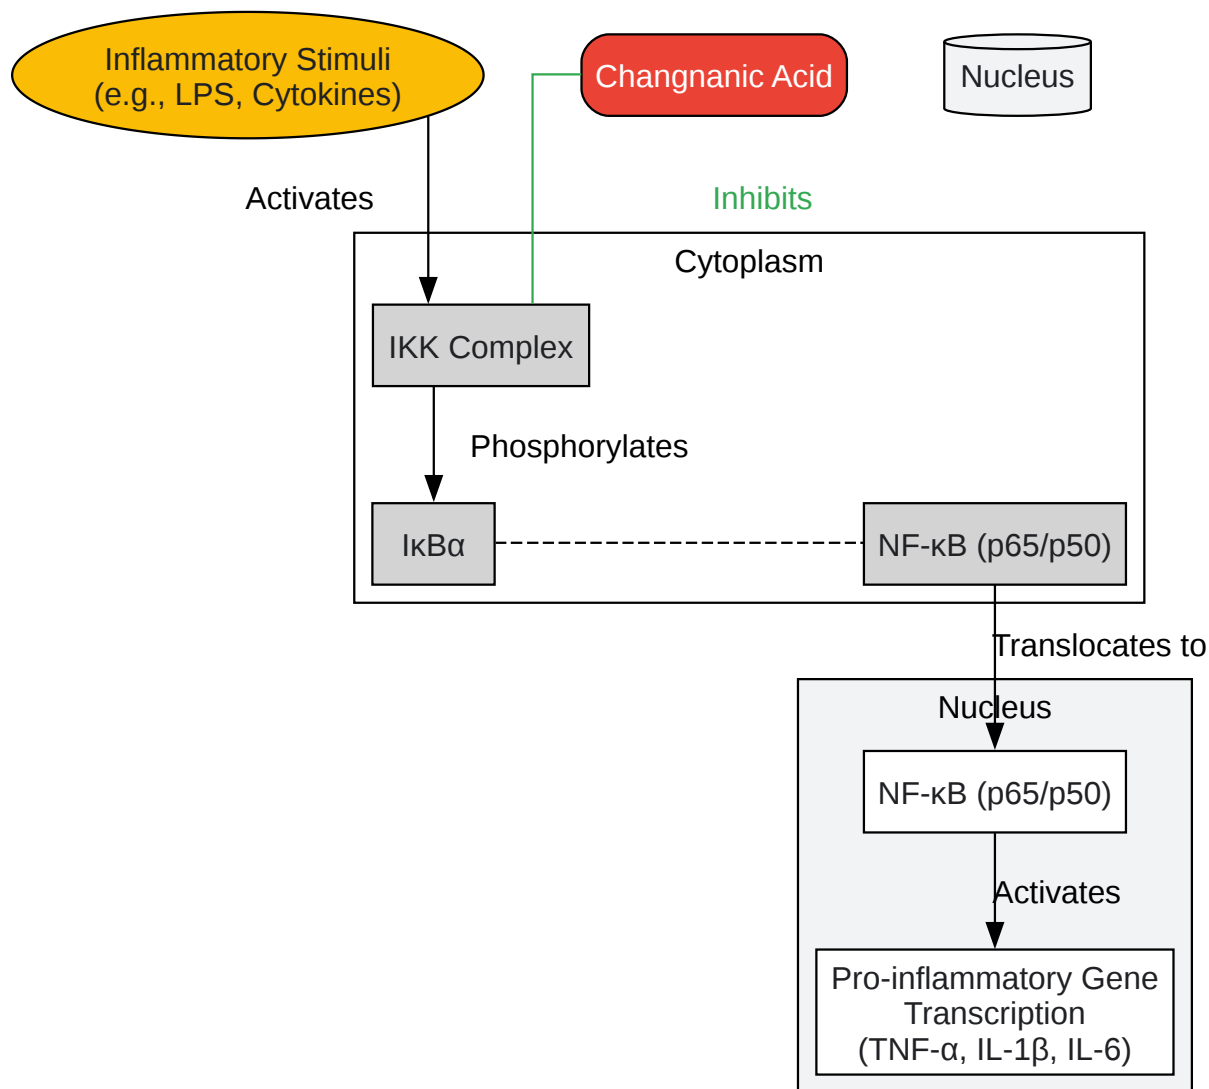 Inflammatory Stimuli
(e.g., LPS, Cytokines)
Changnanic Acid
Nucleus
Activates
Inhibits
Cytoplasm
IKK Complex
Phosphorylates
IκBα
NF-κB (p65/p50)
Translocates to
Nucleus
NF-κB (p65/p50)
Activates
Pro-inflammatory Gene
Transcription
(TNF-α, IL-1β, IL-6)